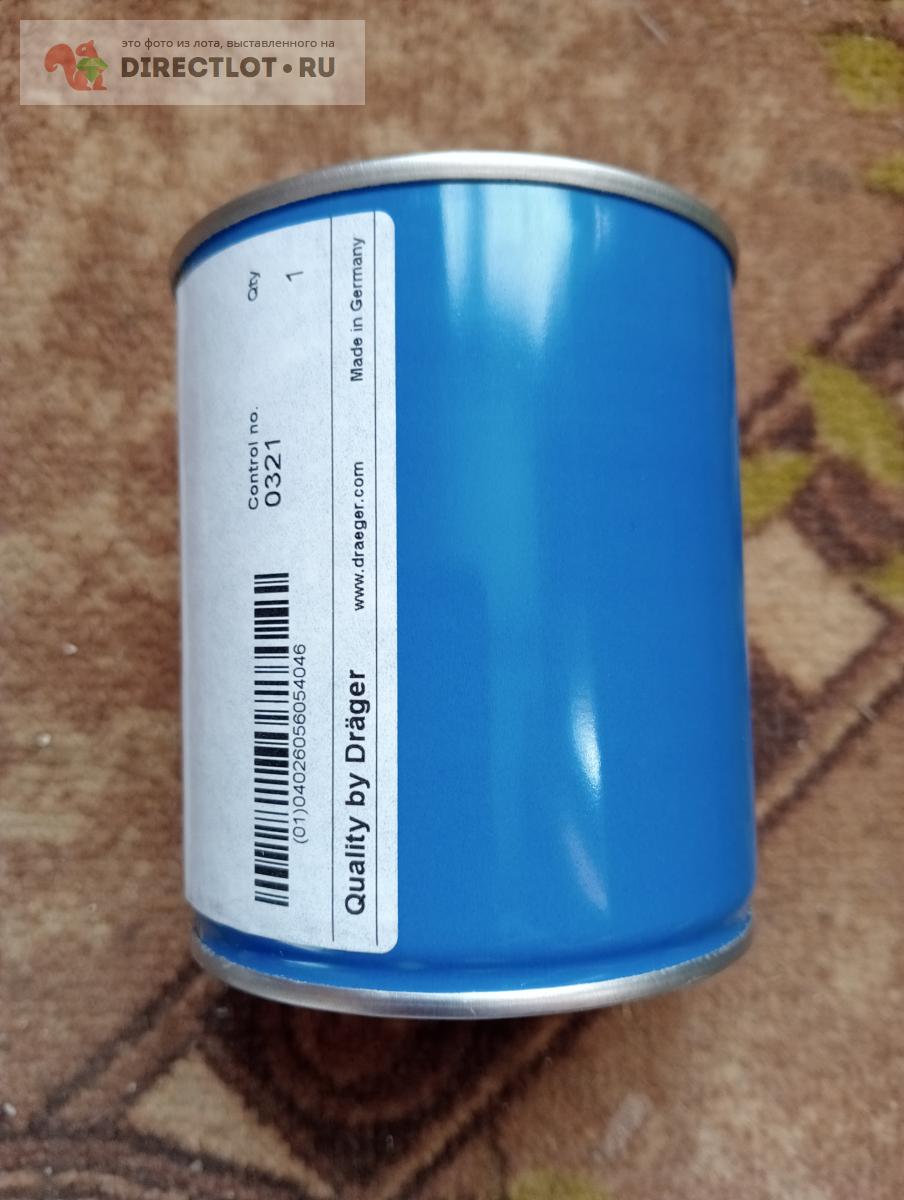 это фото из лота, выставленного на
DIRECTLOT•RU
Qty
1
Control no.
0321
(01)04026056054046
Quality by Dräger www.draeger.com Made in Germany